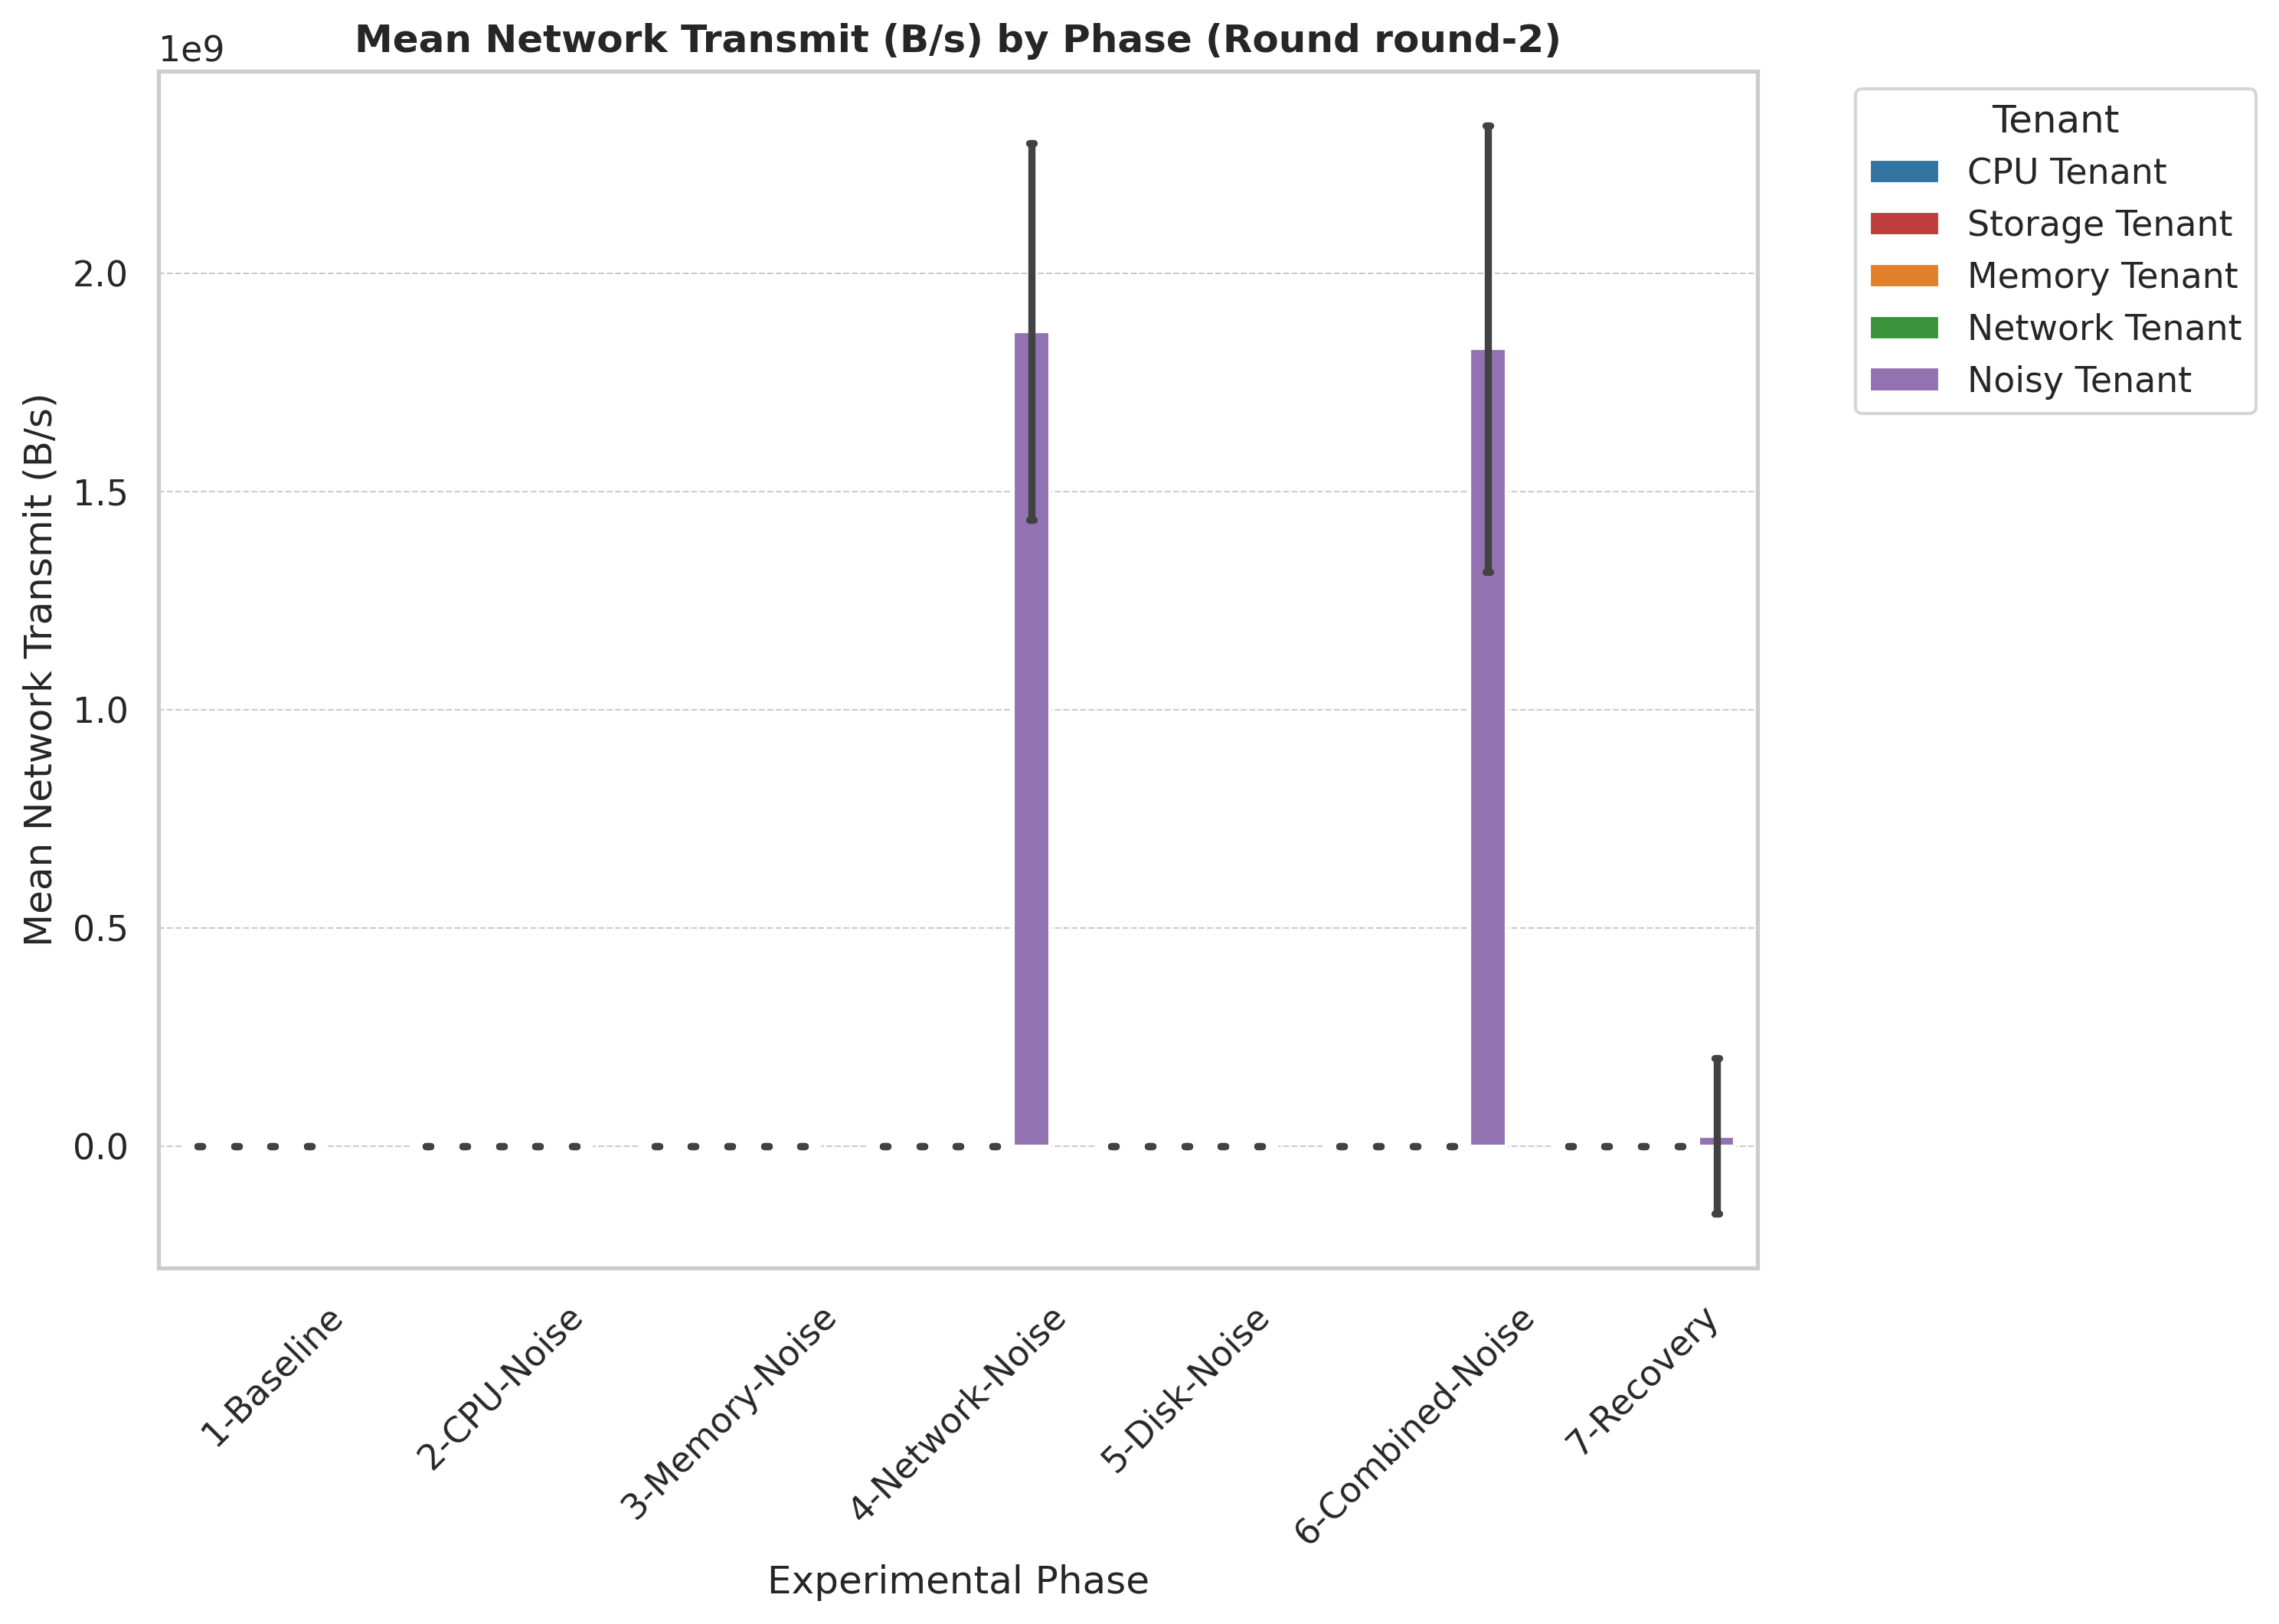 Mean Network Transmit (B/s) by Phase (Round round-2)
1e9
Mean Network Transmit (B/s)
2.0
1.5
1.0
0.5
0.0
1-Baseline
2-CPU-Noise
3-Memory-Noise
4-Network-Noise
5-Disk-Noise
6-Combined-Noise
7-Recovery
Experimental Phase
Tenant
CPU Tenant
Storage Tenant
Memory Tenant
Network Tenant
Noisy Tenant